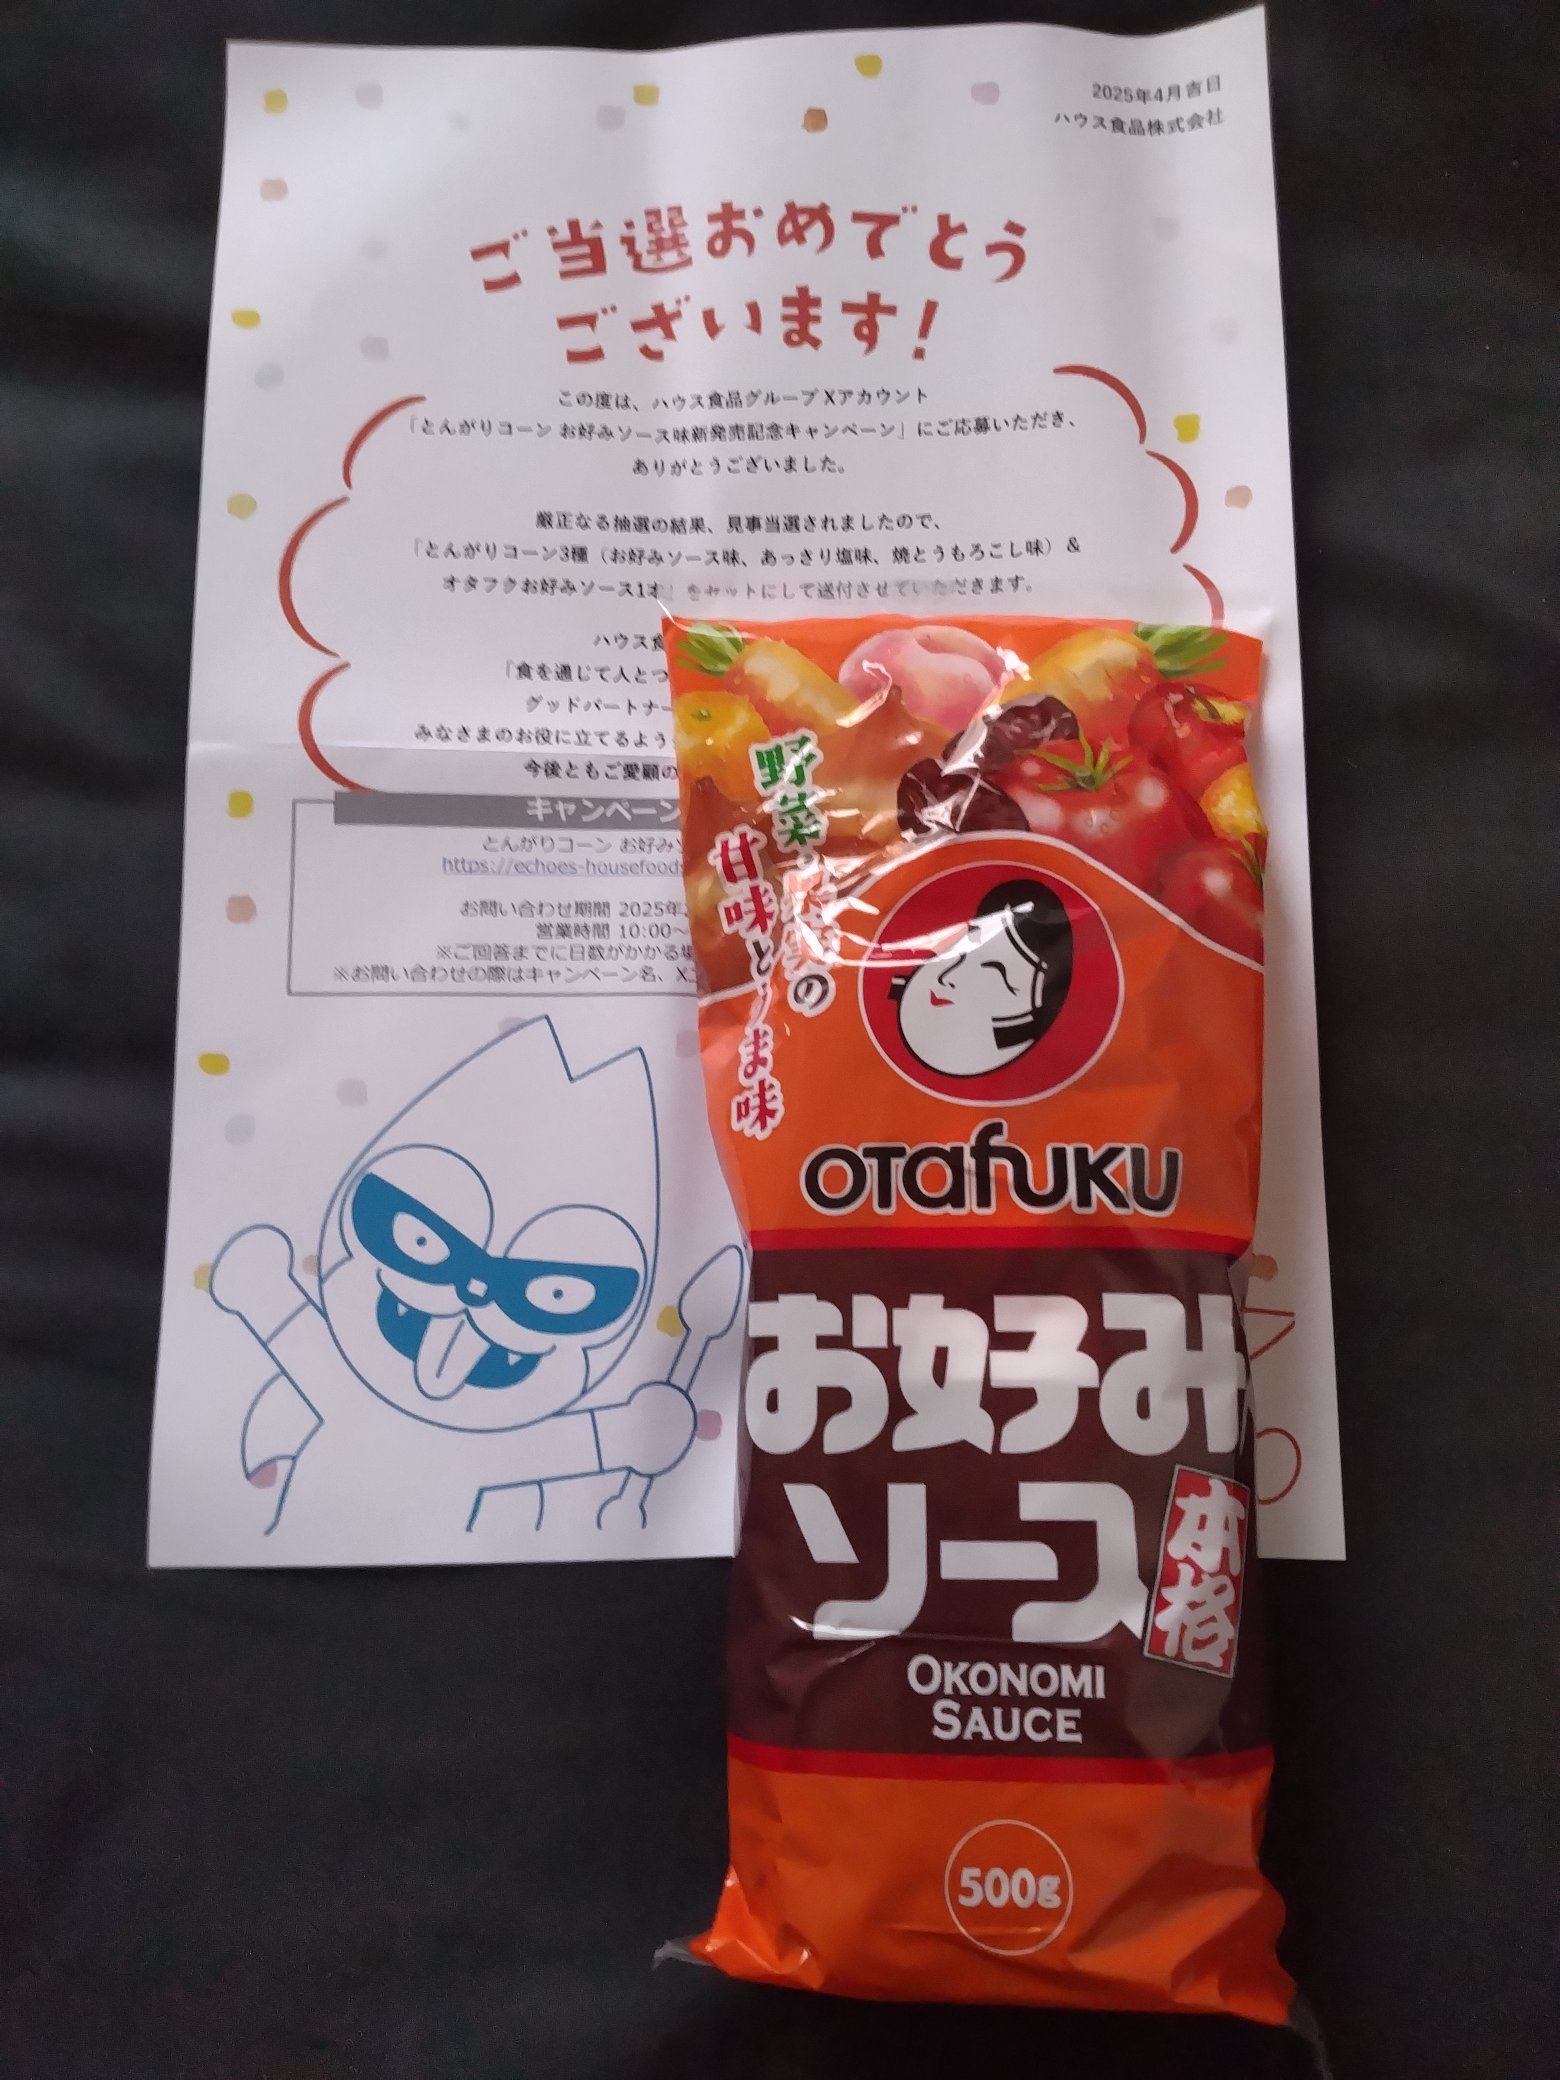 2025年4月吉日
ハウス食品株式会社
ご当選おめでとう
ございます!
この度は、ハウス食品グループXアカウント
「とんがりコーン お好みソース味新発売記念キャンペーン」にご応募いただき、
ありがとうございました。
厳正なる抽選の結果、見事当選されましたので、
「とんがりコーン3種(お好みソース味、あっさり塩味、焼とうもろこし味)&
オタフクお好みソース1本」をセットにして送付させていただきます。
ハウス食
「食を通じて人とつ
グッドパートナー
みなさまのお役に立てるよう
今後ともご愛顧の
キャンペーン
とんがりコーン お好みソ
https://echoes-housefoods
お問い合わせ期間 2025年
営業時間 10:00~
※ご回答までに日数がかかる場
※お問い合わせの際はキャンペーン名、X
野菜・果実の
甘味とうま味
OTafuKU
お好み
ソース
本格
OKONOMI
SAUCE
500g